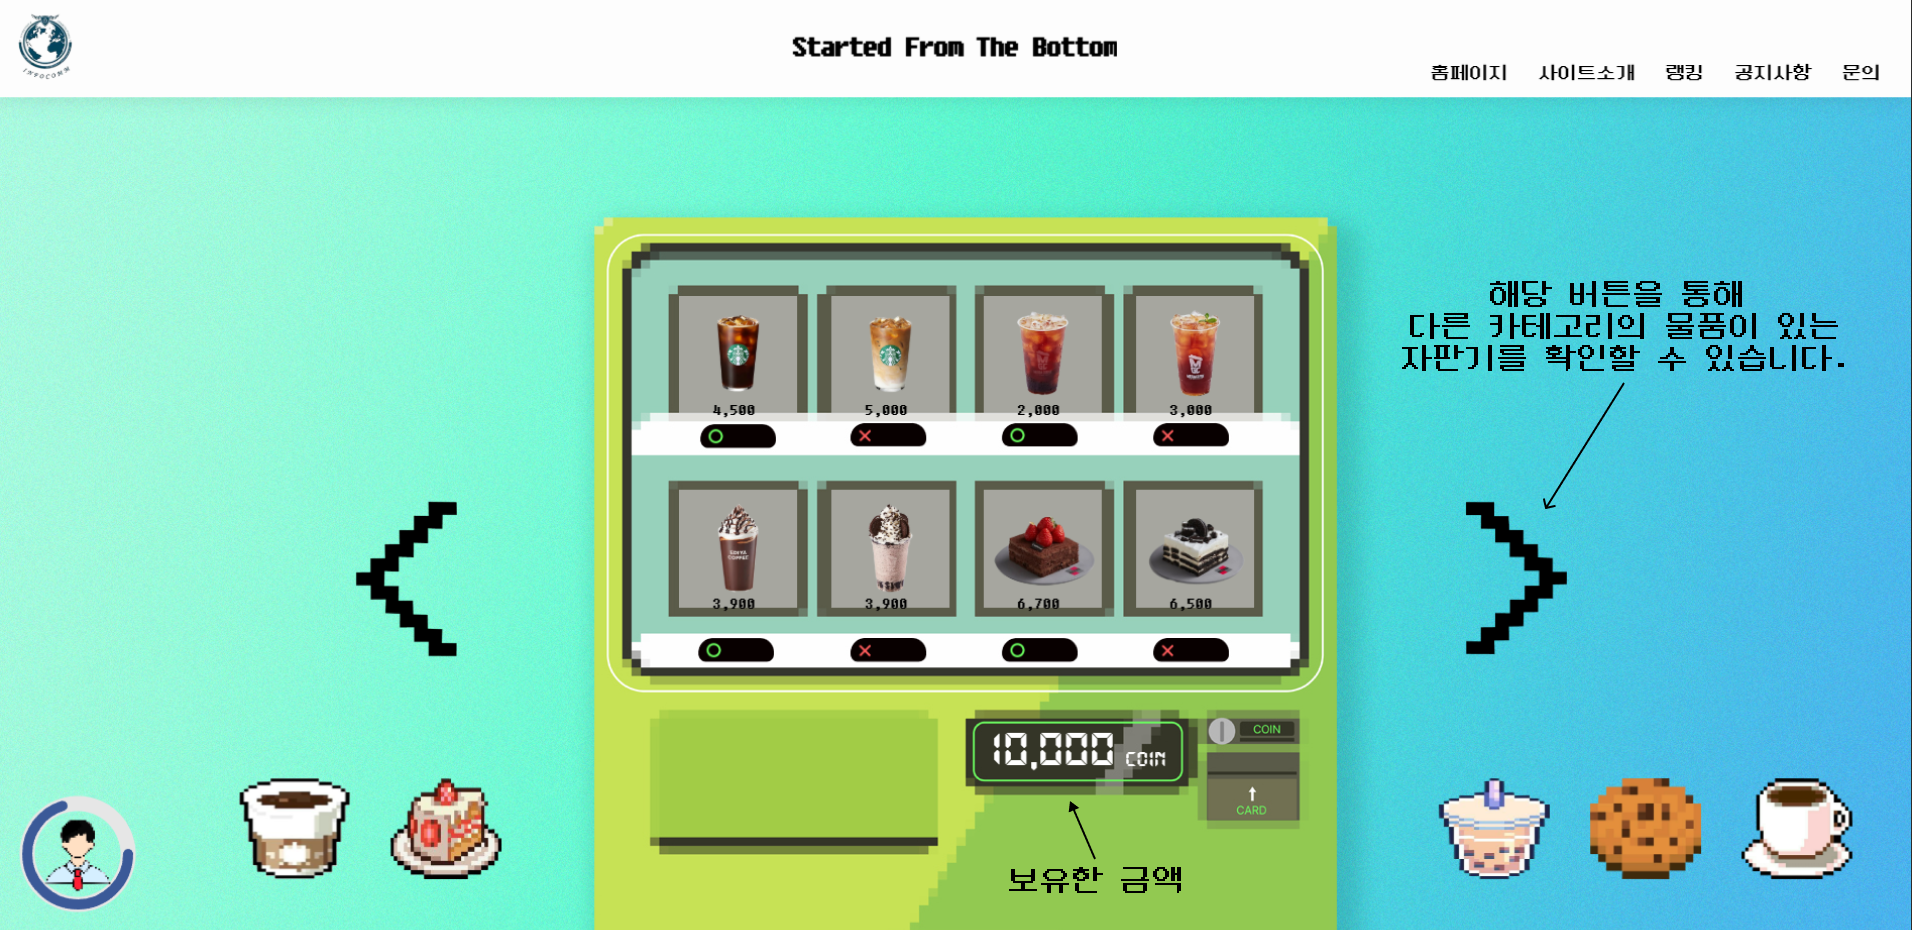 INFOCOMM
Started From The Bottom
홈페이지 사이트소개 랭킹 공지사항 문의
해당 버튼을 통해
다른 카테고리의 물품이 있는
자판기를 확인할 수 있습니다.
4,500 5,000 2,000 3,000
3,900 3,900 6,700 6,500
10,000 COIN
COIN
CARD
보유한 금액